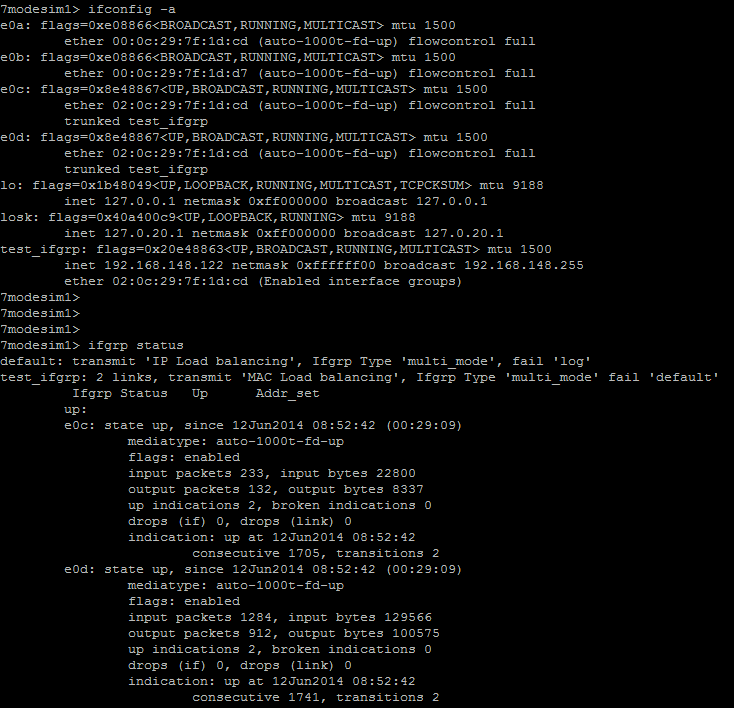 7modesim1> ifconfig -a
e0a: flags=0xe08866<BROADCAST,RUNNING,MULTICAST> mtu 1500
ether 00:0c:29:7f:1d:cd (auto-1000t-fd-up) flowcontrol full
e0b: flags=0xe08866<BROADCAST,RUNNING,MULTICAST> mtu 1500
ether 00:0c:29:7f:1d:d7 (auto-1000t-fd-up) flowcontrol full
e0c: flags=0x8e48867<UP,BROADCAST,RUNNING,MULTICAST> mtu 1500
ether 02:0c:29:7f:1d:cd (auto-1000t-fd-up) flowcontrol full
trunked test_ifgrp
e0d: flags=0x8e48867<UP,BROADCAST,RUNNING,MULTICAST> mtu 1500
ether 02:0c:29:7f:1d:cd (auto-1000t-fd-up) flowcontrol full
trunked test_ifgrp
lo: flags=0x1b48049<UP,LOOPBACK,RUNNING,MULTICAST,TCPCKSUM> mtu 9188
inet 127.0.0.1 netmask 0xff000000 broadcast 127.0.0.1
losk: flags=0x40a400c9<UP,LOOPBACK,RUNNING> mtu 9188
inet 127.0.20.1 netmask 0xff000000 broadcast 127.0.20.1
test_ifgrp: flags=0x20e48863<UP,BROADCAST,RUNNING,MULTICAST> mtu 1500
inet 192.168.148.122 netmask 0xffffff00 broadcast 192.168.148.255
ether 02:0c:29:7f:1d:cd (Enabled interface groups)
7modesim1>
7modesim1>
7modesim1>
7modesim1> ifgrp status
default: transmit 'IP Load balancing', Ifgrp Type 'multi_mode', fail 'log'
test_ifgrp: 2 links, transmit 'MAC Load balancing', Ifgrp Type 'multi_mode' fail 'default'
Ifgrp Status Up Addr_set
up:
e0c: state up, since 12Jun2014 08:52:42 (00:29:09)
mediatype: auto-1000t-fd-up
flags: enabled
input packets 233, input bytes 22800
output packets 132, output bytes 8337
up indications 2, broken indications 0
drops (if) 0, drops (link) 0
indication: up at 12Jun2014 08:52:42
consecutive 1705, transitions 2
e0d: state up, since 12Jun2014 08:52:42 (00:29:09)
mediatype: auto-1000t-fd-up
flags: enabled
input packets 1284, input bytes 129566
output packets 912, output bytes 100575
up indications 2, broken indications 0
drops (if) 0, drops (link) 0
indication: up at 12Jun2014 08:52:42
consecutive 1741, transitions 2